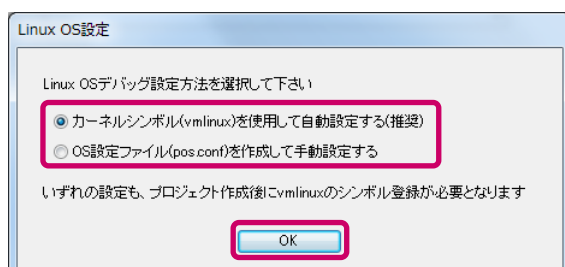 Linux OS設定
Linux OSデバッグ設定方法を選択して下さい
カーネルシンボル(vmlinux)を使用して自動設定する(推奨)
OS設定ファイル(pos.conf)を作成して手動設定する
いずれの設定も、プロジェクト作成後にvmlinuxのシンボル登録が必要となります
OK